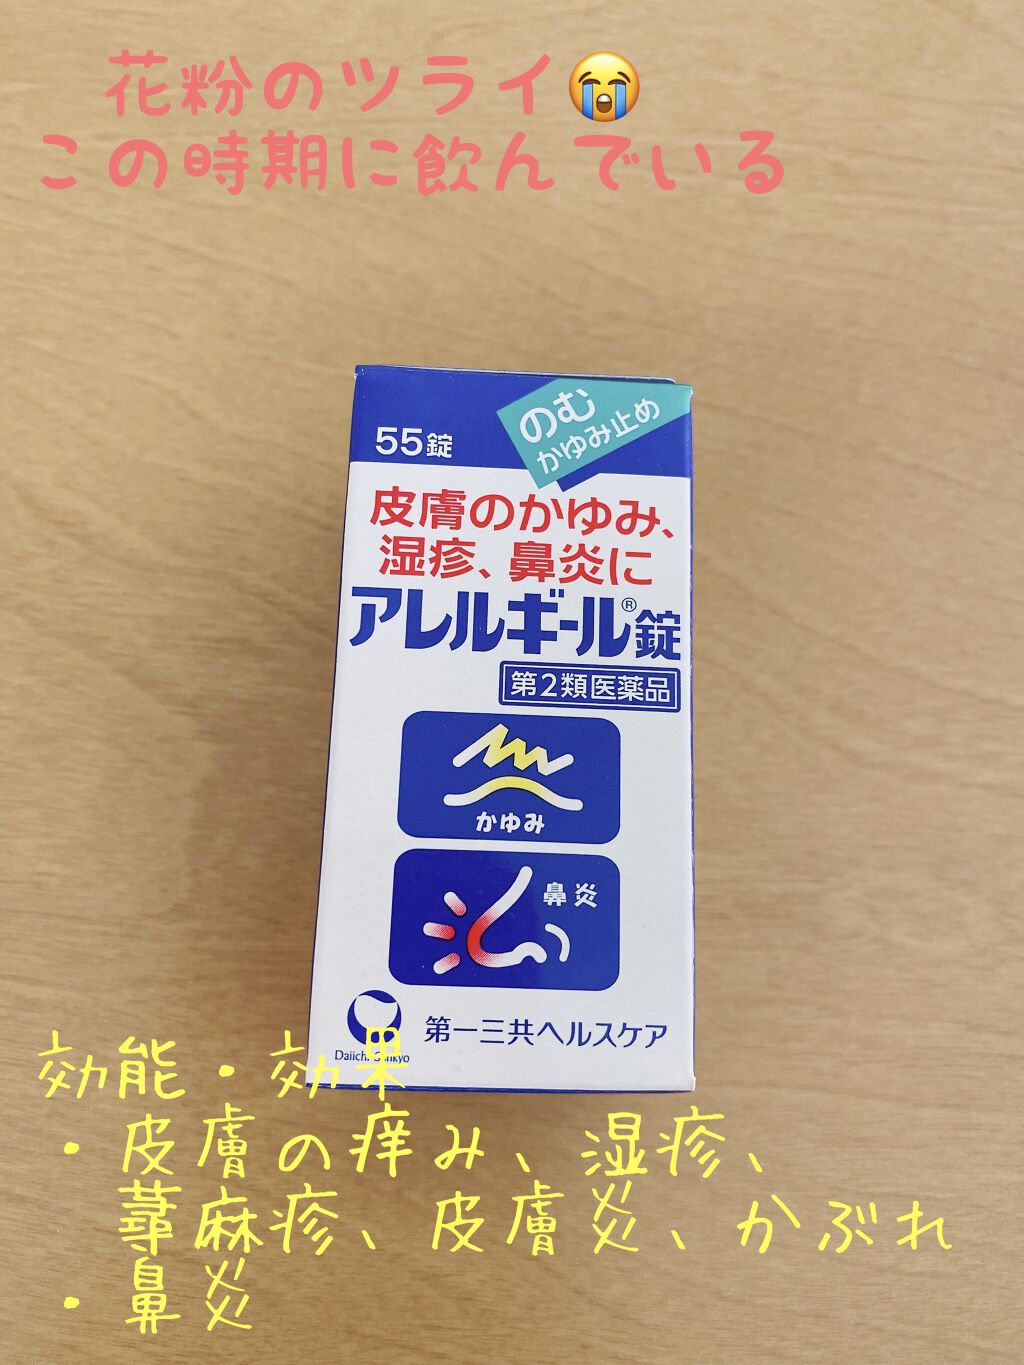 花粉のツライ😭
この時期に飲んでいる
のむ
かゆみ止め
55錠
皮膚のかゆみ、
湿疹、鼻炎に
アレルギール®錠
第2類医薬品
かゆみ
鼻炎
第一三共ヘルスケア
Daiichi-Sankyo
効能・効果
・皮膚の痒み、湿疹、
蕁麻疹、皮膚炎、かぶれ
・鼻炎